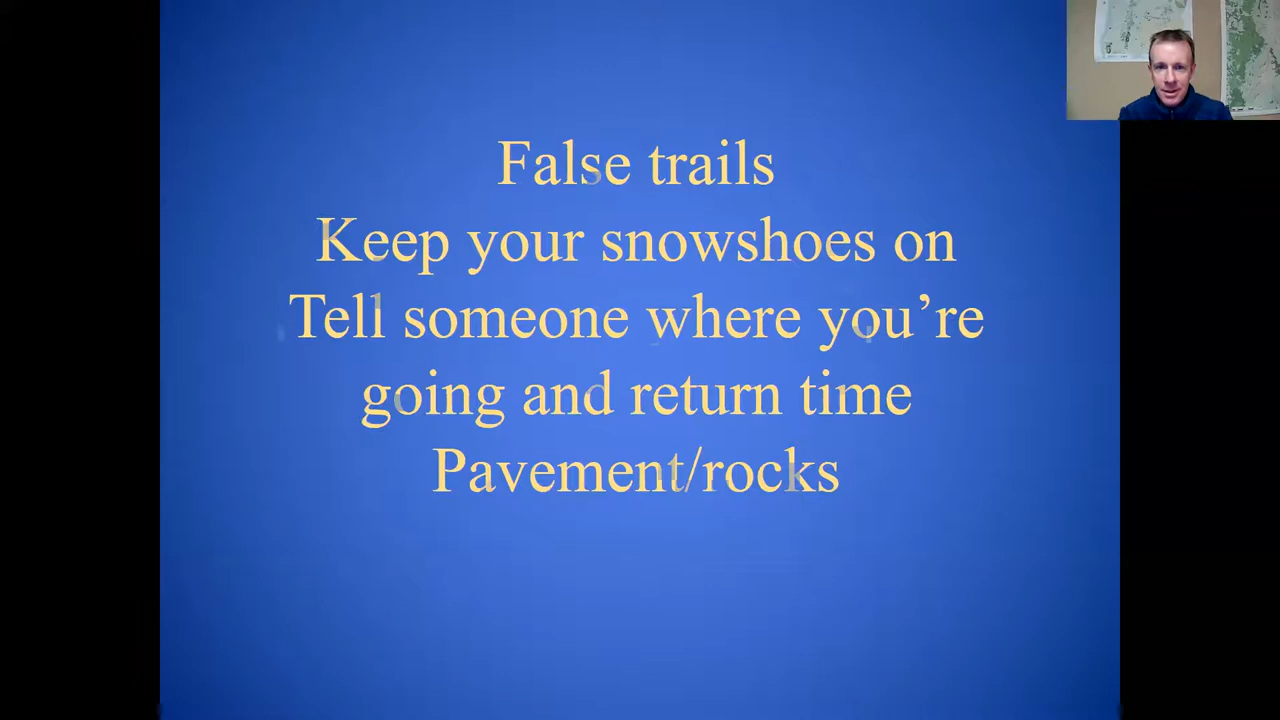 False trails
Keep your snowshoes on
Tell someone where you’re
going and return time
Pavement/rocks